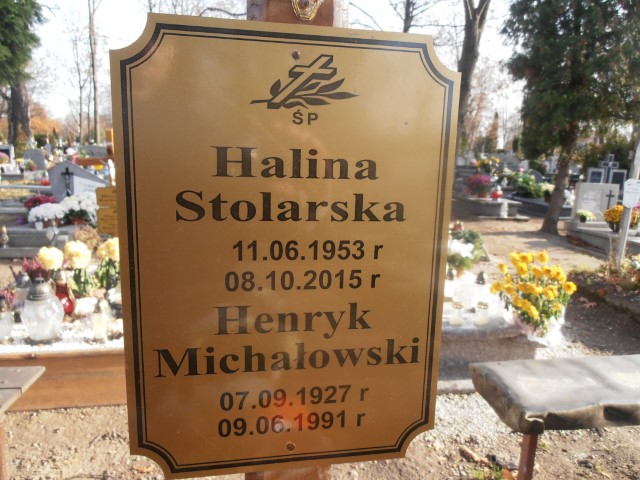 ŚP
Halina
Stolarska
11.06.1953 r
08.10.2015 r
Henryk
Michałowski
07.09.1927 r
09.06.1991 r